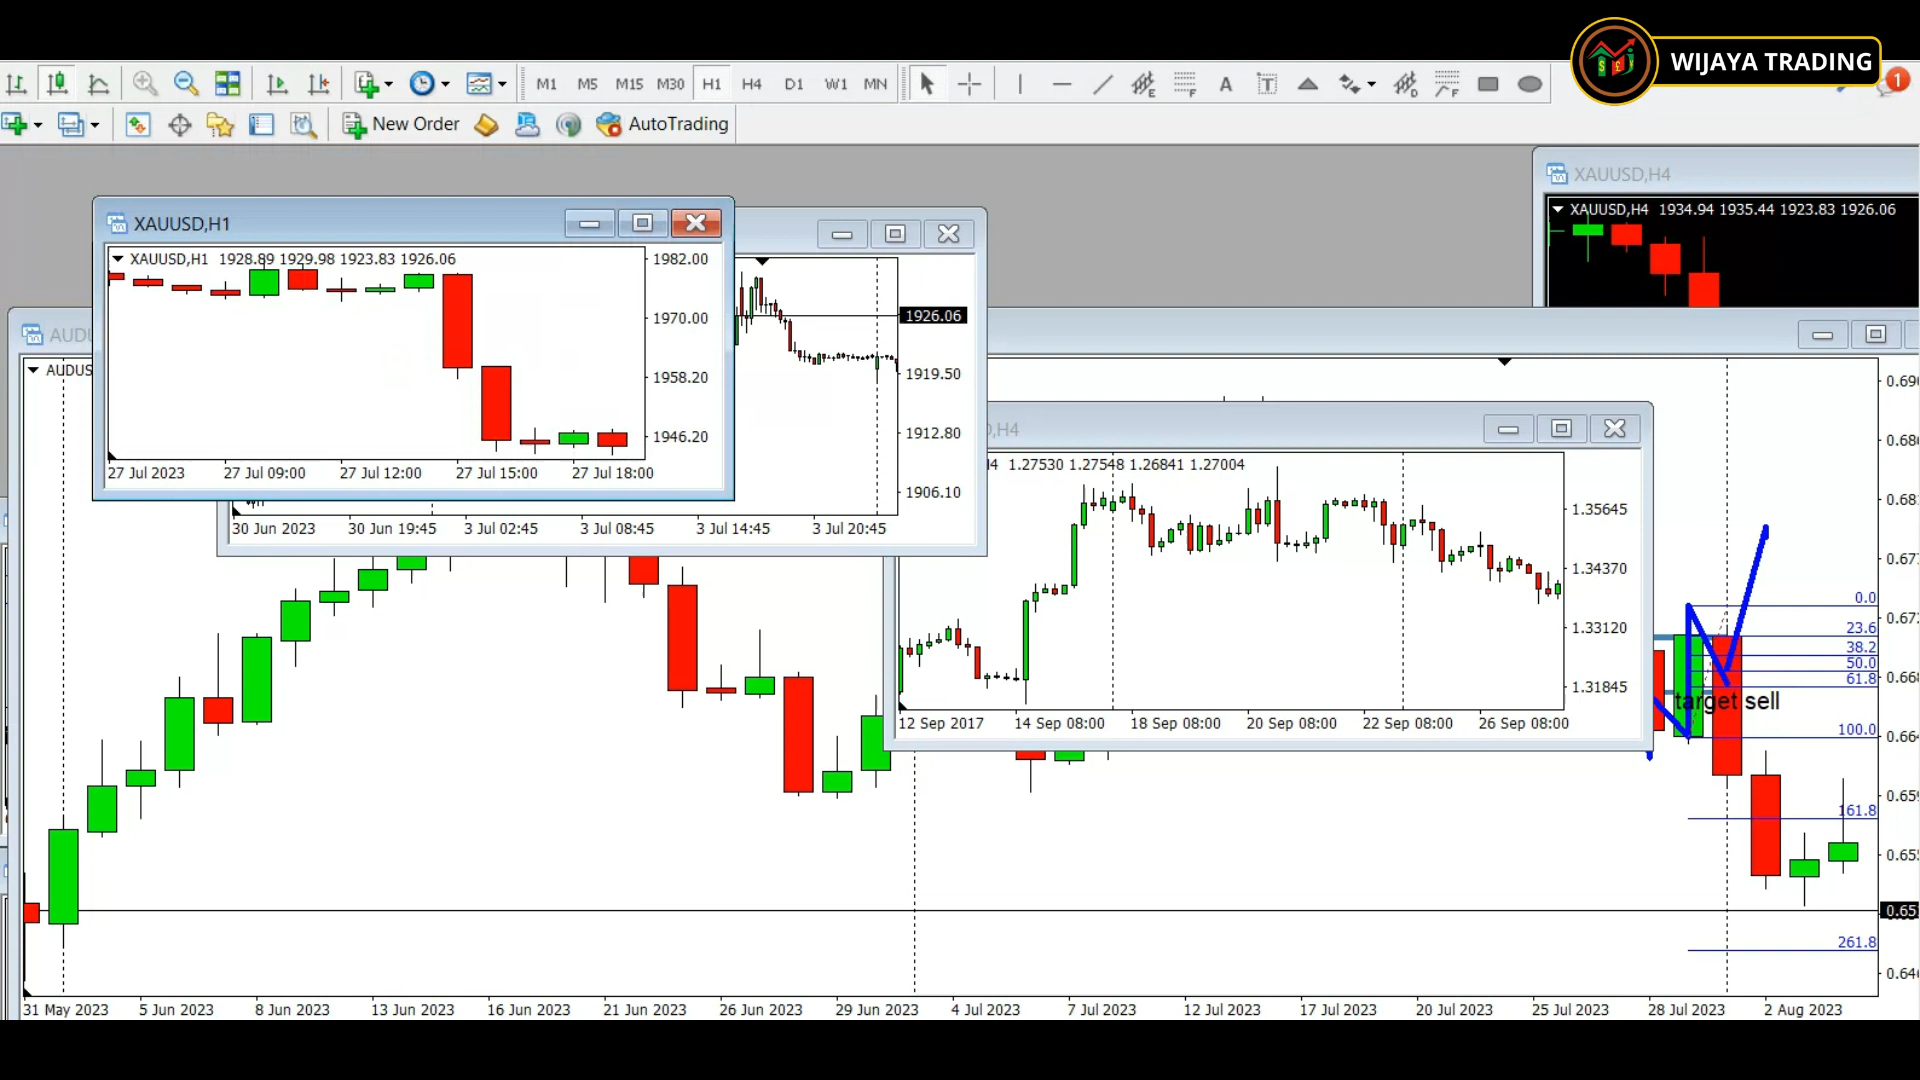 WIJAYA TRADING
1
M1 M5 M15 M30 H1 H4 D1 W1 MN
E F A T F
New Order
AutoTrading
XAUUSD,H4
XAUUSD,H4 1934.94 1935.44 1923.83 1926.06
XAUUSD,H1
XAUUSD,H1 1928.89 1929.98 1923.83 1926.06
1982.00
1970.00
1958.20
1946.20
27 Jul 2023 27 Jul 09:00 27 Jul 12:00 27 Jul 15:00 27 Jul 18:00
1926.06
1919.50
1912.80
1906.10
30 Jun 2023 30 Jun 19:45 3 Jul 02:45 3 Jul 08:45 3 Jul 14:45 3 Jul 20:45
AUDU
AUDUS
,H4
1.27530 1.27548 1.26841 1.27004
1.35645
1.34370
1.33120
1.31845
12 Sep 2017 14 Sep 08:00 18 Sep 08:00 20 Sep 08:00 22 Sep 08:00 26 Sep 08:00
0.0
23.6
38.2
50.0
61.8
target sell
100.0
161.8
261.8
31 May 2023 5 Jun 2023 8 Jun 2023 13 Jun 2023 16 Jun 2023 21 Jun 2023 26 Jun 2023 29 Jun 2023 4 Jul 2023 7 Jul 2023 12 Jul 2023 17 Jul 2023 20 Jul 2023 25 Jul 2023 28 Jul 2023 2 Aug 2023